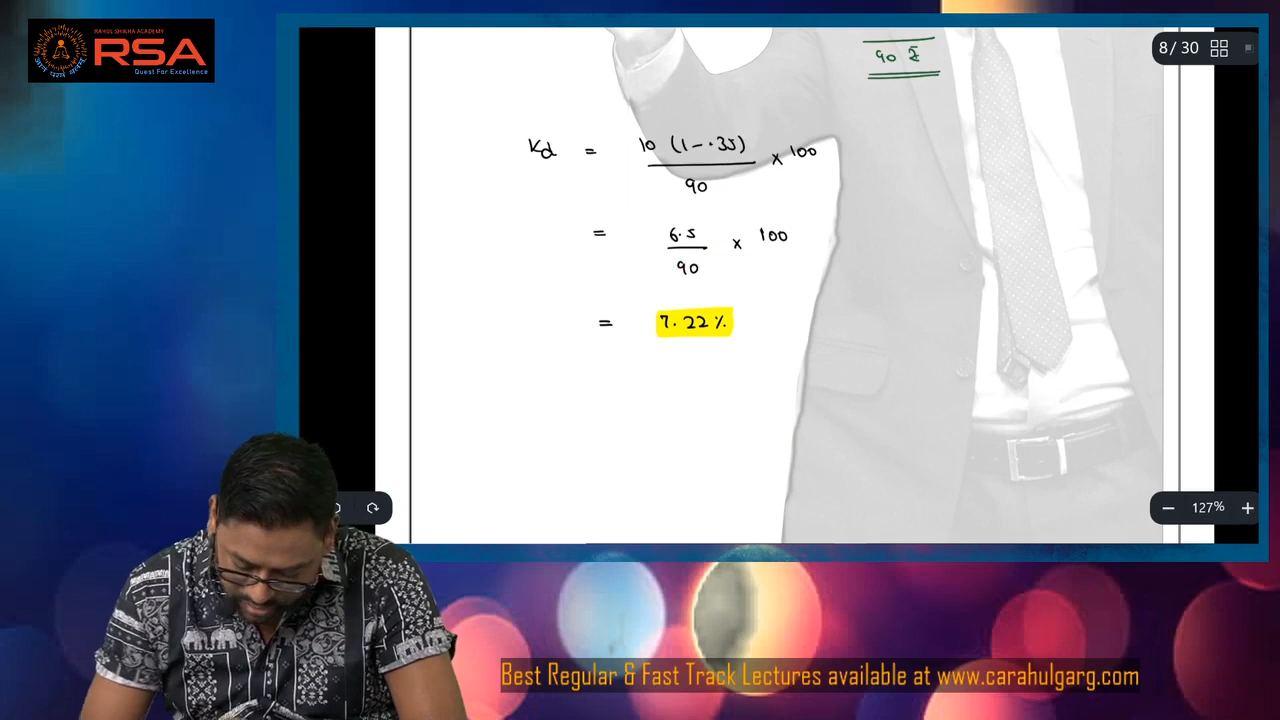 RAHUL SHIKHA ACADEMY
RSA
Quest For Excellence
8/30
90 ₹
Kd = 10 (1-.35) / 90 x 100
= 6.5 / 90 x 100
= 7.22%
127%
Best Regular & Fast Track Lectures available at www.carahulgarg.com